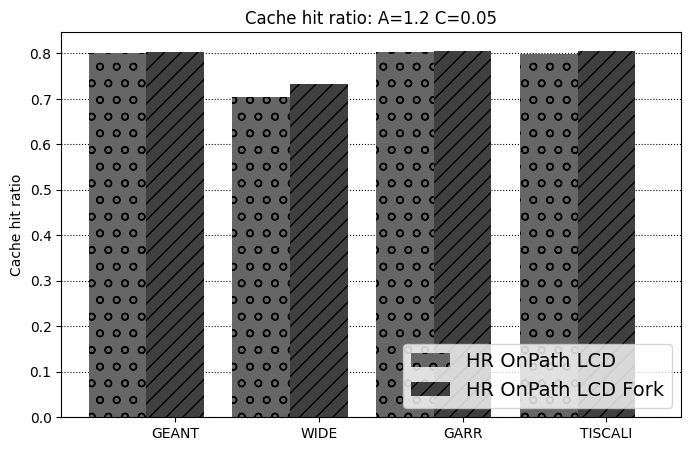 Cache hit ratio: A=1.2 C=0.05
Cache hit ratio
0.8
0.7
0.6
0.5
0.4
0.3
0.2
0.1
0.0
HR OnPath LCD
HR OnPath LCD Fork
GEANT
WIDE
GARR
TISCALI